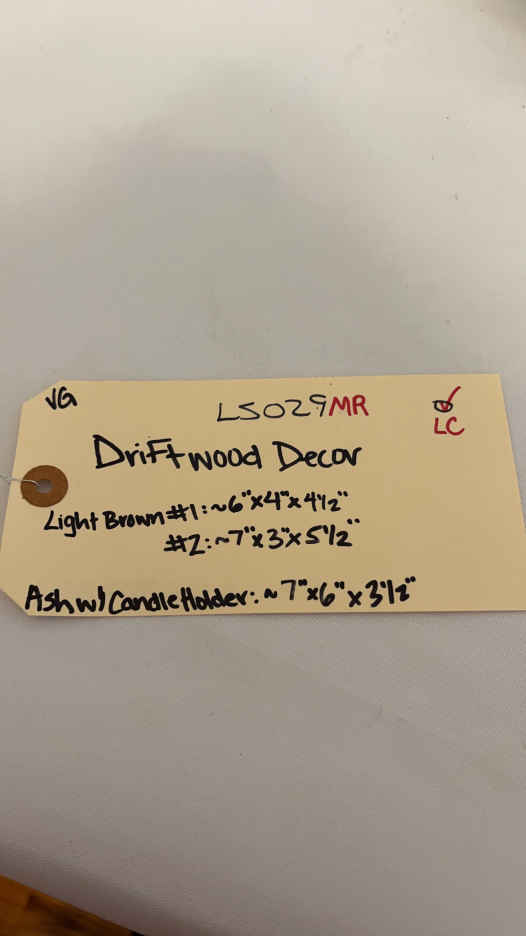 VG
LS029MR
LC
Driftwood Decor
Light Brown #1: ~6"x4"x4½"
#2: ~7"x3"x5½"
Ash w/ Candle Holder: ~7"x6"x3½"